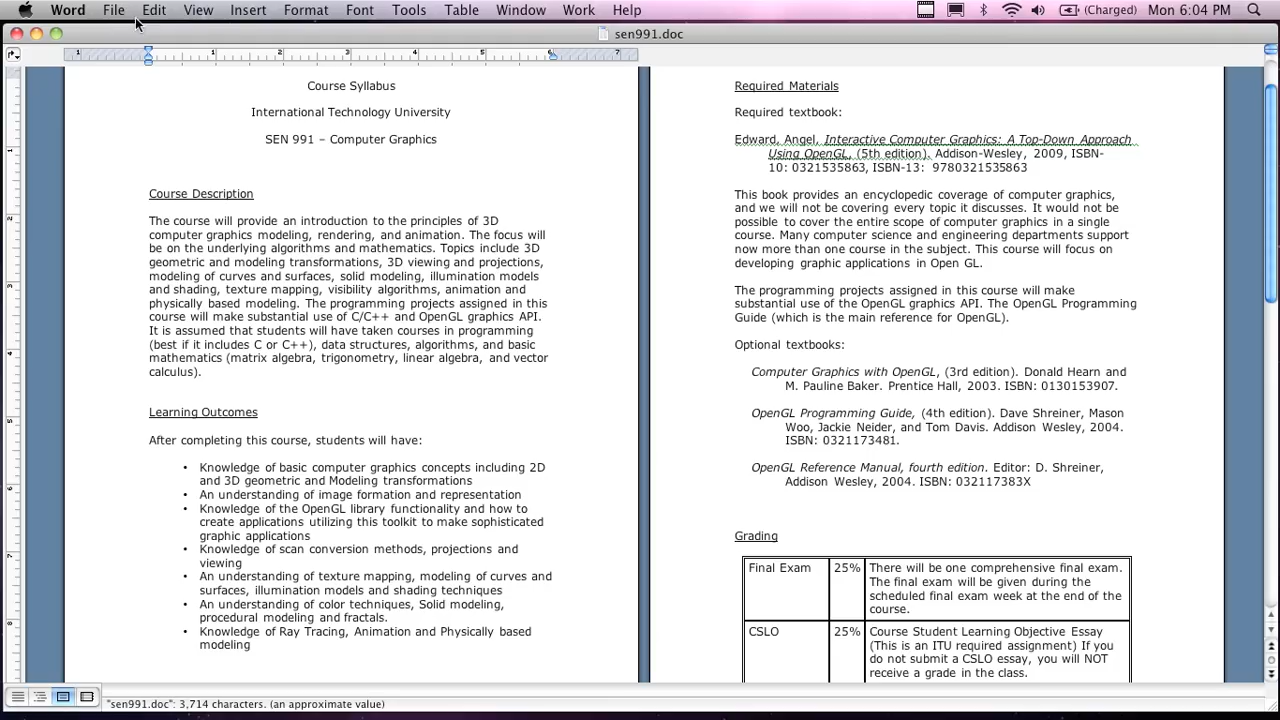 Word File Edit View Insert Format Font Tools Table Window Work Help (Charged) Mon 6:04 PM
sen991.doc
1 1 2 3 4 5 6 7
Course Syllabus
International Technology University
SEN 991 – Computer Graphics
Course Description
The course will provide an introduction to the principles of 3D
computer graphics modeling, rendering, and animation. The focus will
be on the underlying algorithms and mathematics. Topics include 3D
geometric and modeling transformations, 3D viewing and projections,
modeling of curves and surfaces, solid modeling, illumination models
and shading, texture mapping, visibility algorithms, animation and
physically based modeling. The programming projects assigned in this
course will make substantial use of C/C++ and OpenGL graphics API.
It is assumed that students will have taken courses in programming
(best if it includes C or C++), data structures, algorithms, and basic
mathematics (matrix algebra, trigonometry, linear algebra, and vector
calculus).
Learning Outcomes
After completing this course, students will have:
• Knowledge of basic computer graphics concepts including 2D
and 3D geometric and Modeling transformations
• An understanding of image formation and representation
• Knowledge of the OpenGL library functionality and how to
create applications utilizing this toolkit to make sophisticated
graphic applications
• Knowledge of scan conversion methods, projections and
viewing
• An understanding of texture mapping, modeling of curves and
surfaces, illumination models and shading techniques
• An understanding of color techniques, Solid modeling,
procedural modeling and fractals.
• Knowledge of Ray Tracing, Animation and Physically based
modeling
Required Materials
Required textbook:
Edward, Angel, Interactive Computer Graphics: A Top-Down Approach
Using OpenGL, (5th edition). Addison-Wesley, 2009, ISBN-
10: 0321535863, ISBN-13: 9780321535863
This book provides an encyclopedic coverage of computer graphics,
and we will not be covering every topic it discusses. It would not be
possible to cover the entire scope of computer graphics in a single
course. Many computer science and engineering departments support
now more than one course in the subject. This course will focus on
developing graphic applications in Open GL.
The programming projects assigned in this course will make
substantial use of the OpenGL graphics API. The OpenGL Programming
Guide (which is the main reference for OpenGL).
Optional textbooks:
Computer Graphics with OpenGL, (3rd edition). Donald Hearn and
M. Pauline Baker. Prentice Hall, 2003. ISBN: 0130153907.
OpenGL Programming Guide, (4th edition). Dave Shreiner, Mason
Woo, Jackie Neider, and Tom Davis. Addison Wesley, 2004.
ISBN: 0321173481.
OpenGL Reference Manual, fourth edition. Editor: D. Shreiner,
Addison Wesley, 2004. ISBN: 032117383X
Grading
Final Exam 25% There will be one comprehensive final exam.
The final exam will be given during the
scheduled final exam week at the end of the
course.
CSLO 25% Course Student Learning Objective Essay
(This is an ITU required assignment) If you
do not submit a CSLO essay, you will NOT
receive a grade in the class.
"sen991.doc": 3,714 characters. (an approximate value)